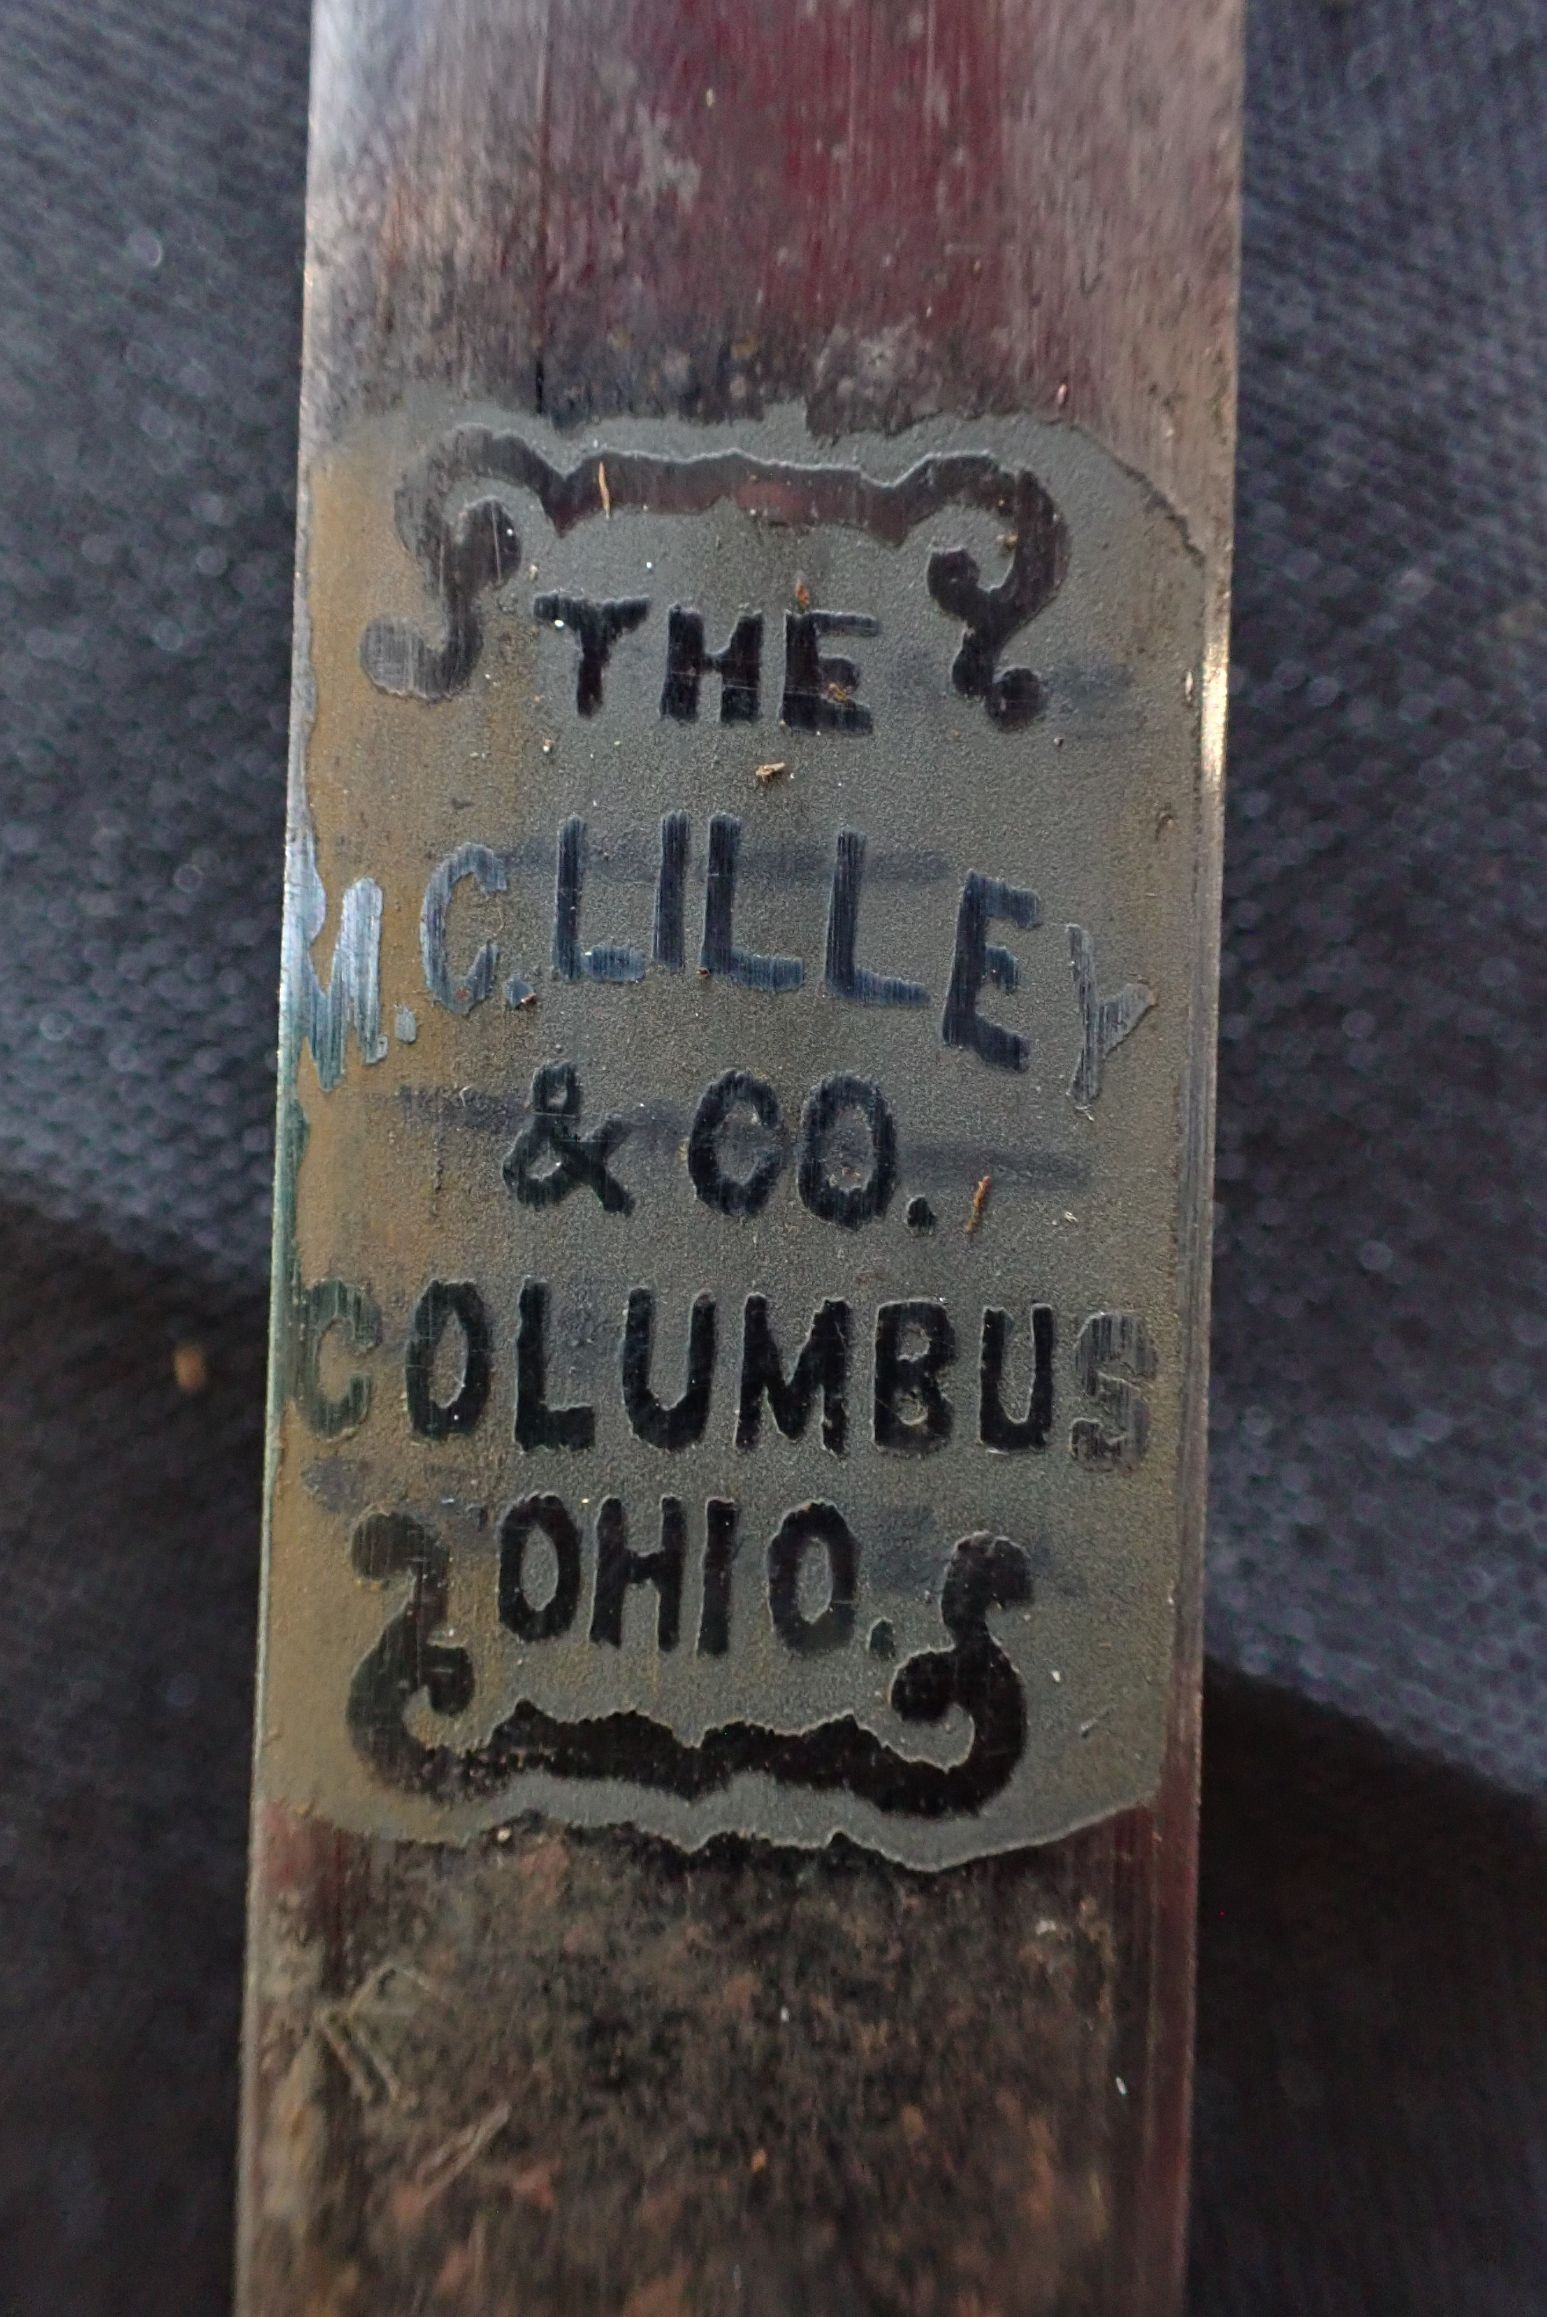 THE
M.C.LILLEY
& CO.
COLUMBUS
OHIO.